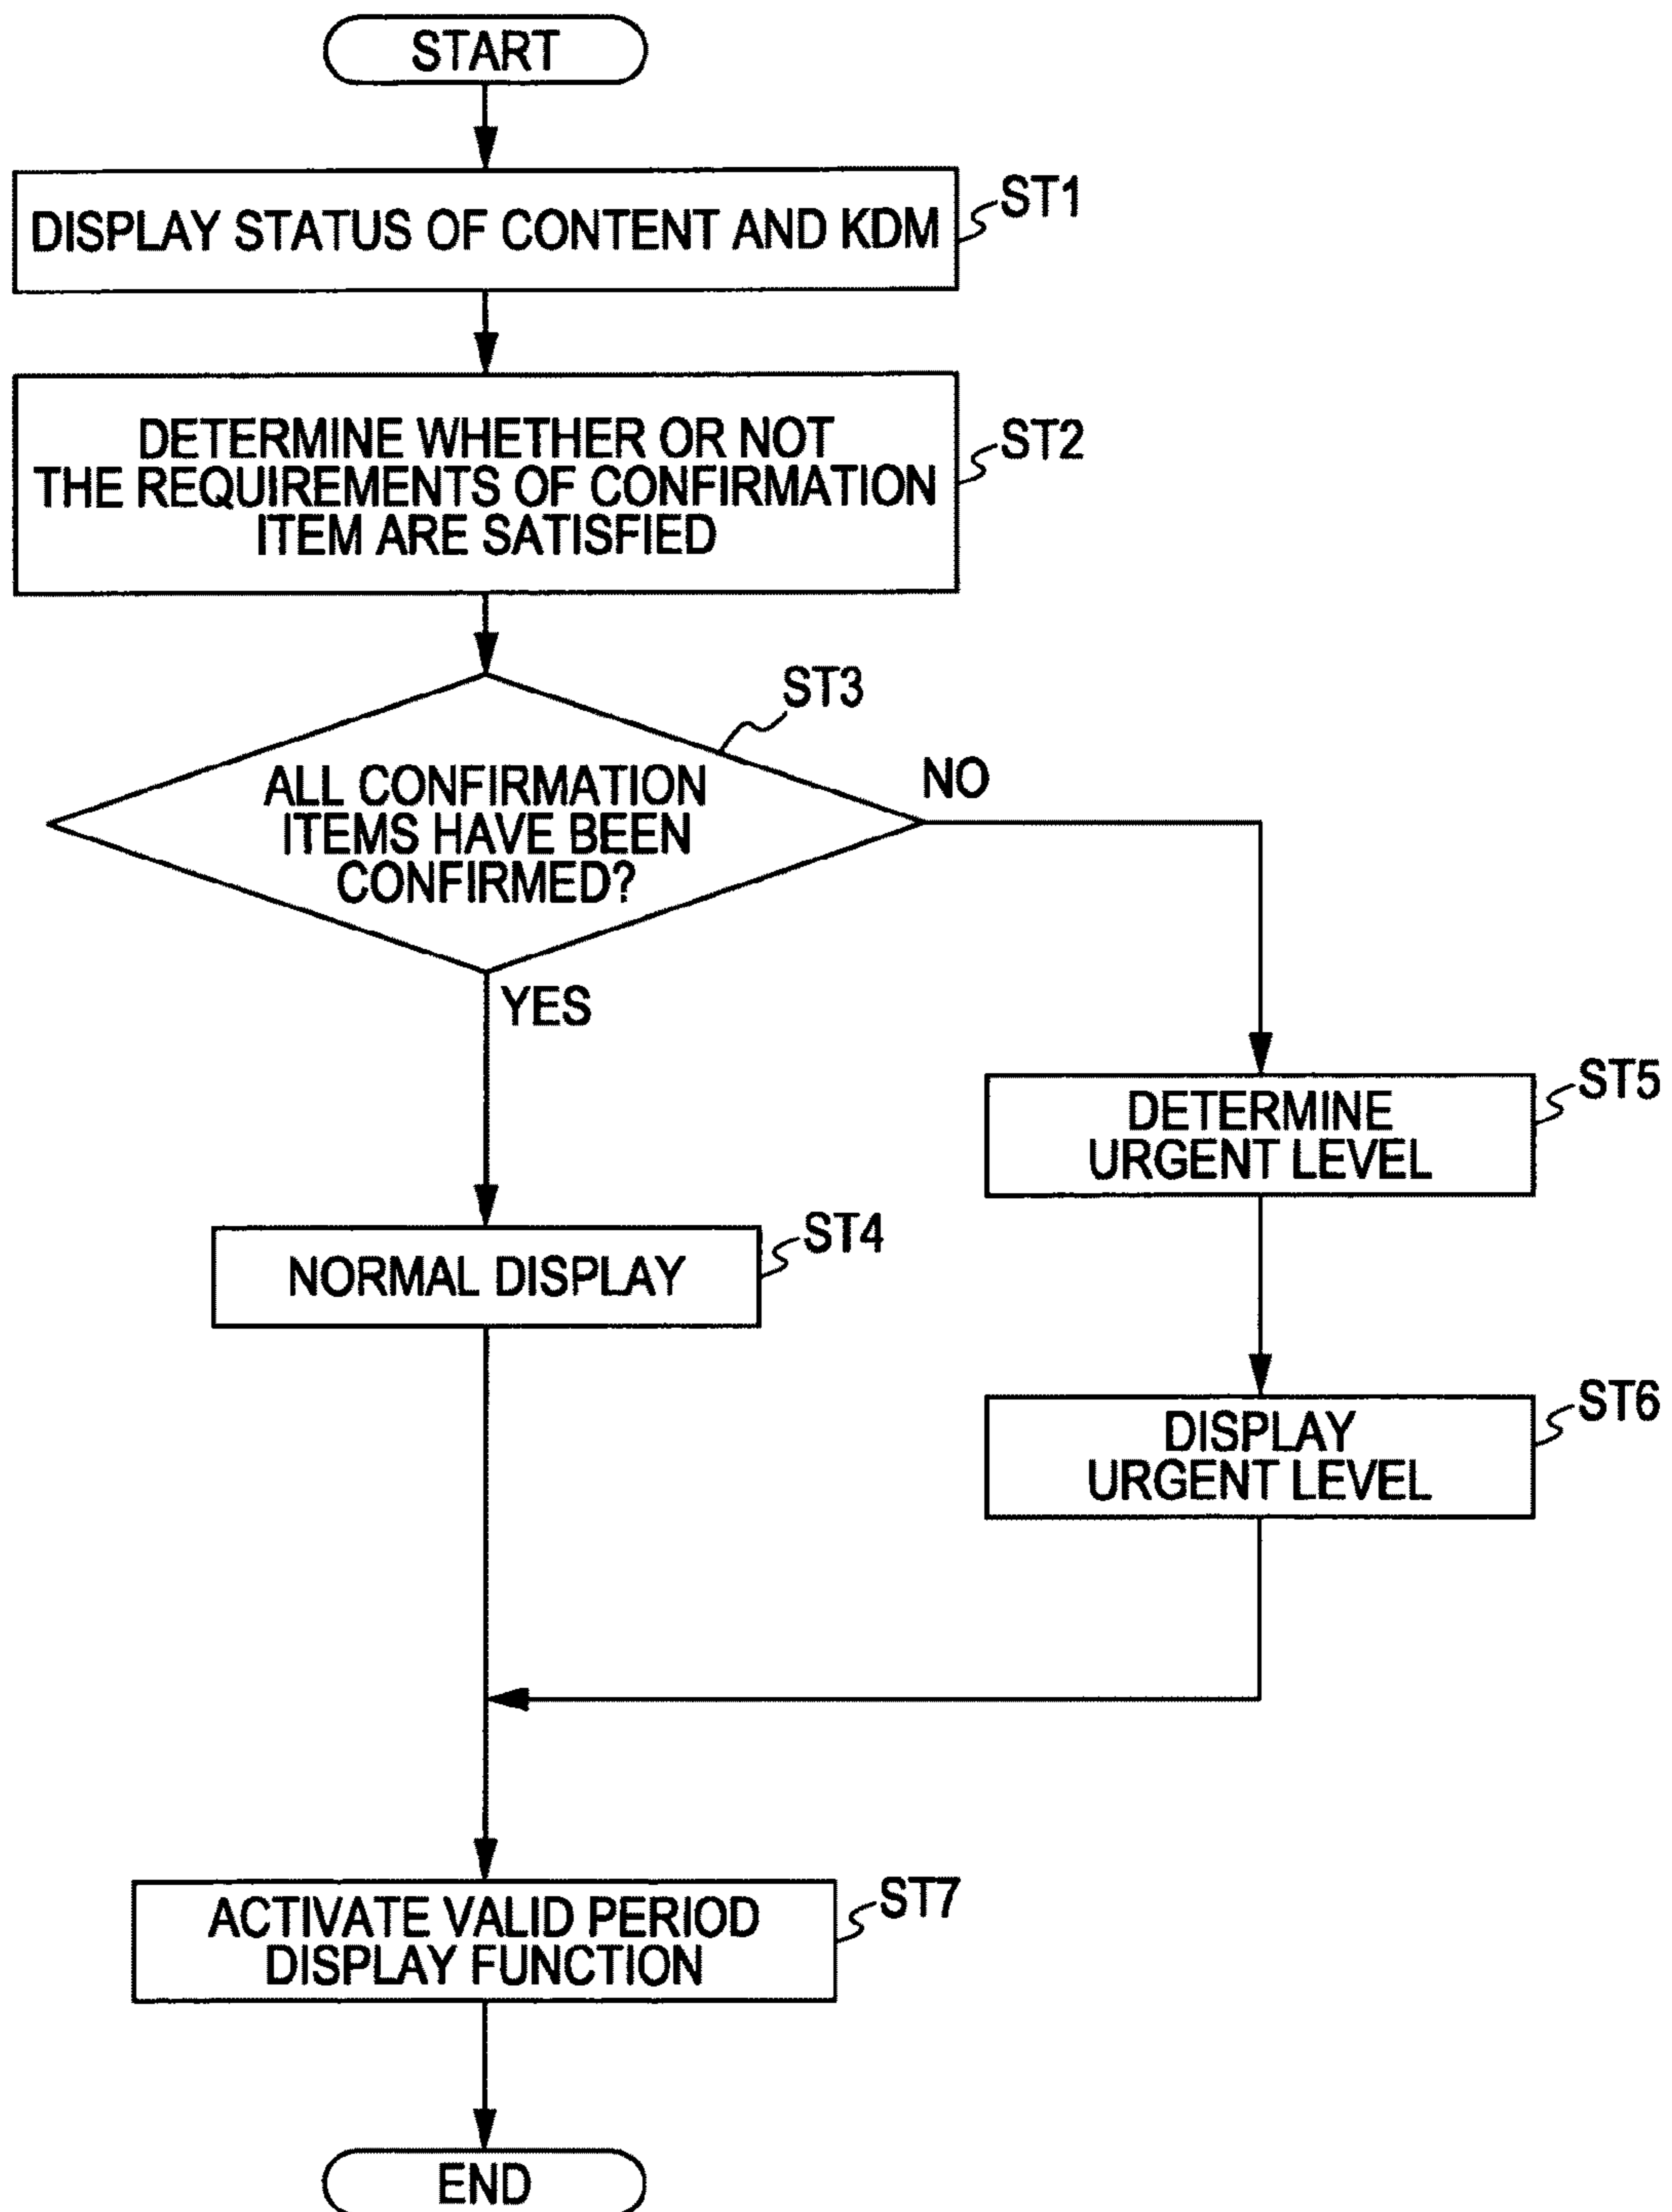 START
DISPLAY STATUS OF CONTENT AND KDM
ST1
DETERMINE WHETHER OR NOT
THE REQUIREMENTS OF CONFIRMATION
ITEM ARE SATISFIED
ST2
ST3
ALL CONFIRMATION
ITEMS HAVE BEEN
CONFIRMED?
NO
YES
DETERMINE
URGENT LEVEL
ST5
NORMAL DISPLAY
ST4
DISPLAY
URGENT LEVEL
ST6
ACTIVATE VALID PERIOD
DISPLAY FUNCTION
ST7
END